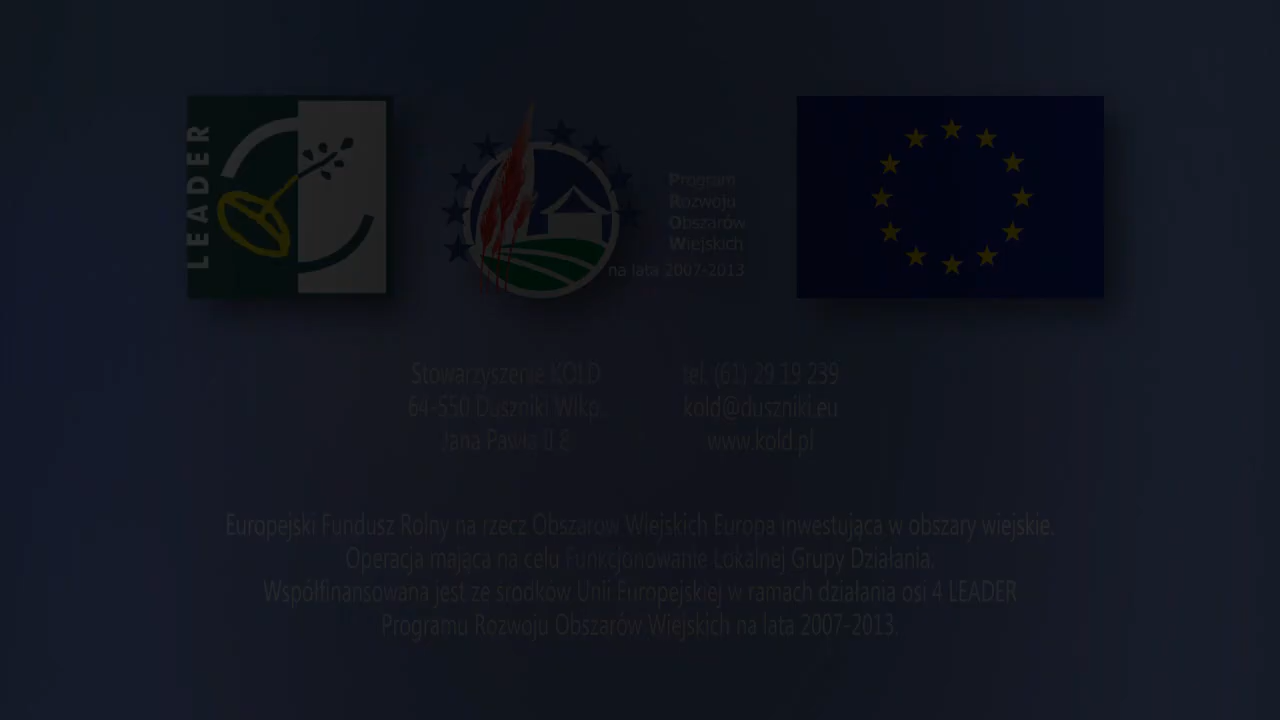 LEADER
Program
Rozwoju
Obszarów
Wiejskich
na lata 2007-2013
Stowarzyszenie KOLD
64-550 Duszniki Wlkp.
Jana Pawła II 8
tel. (61) 29 19 239
kold@duszniki.eu
www.kold.pl
Europejski Fundusz Rolny na rzecz Obszarów Wiejskich Europa inwestująca w obszary wiejskie.
Operacja mająca na celu Funkcjonowanie Lokalnej Grupy Działania.
Współfinansowana jest ze środków Unii Europejskiej w ramach działania osi 4 LEADER
Programu Rozwoju Obszarów Wiejskich na lata 2007-2013.